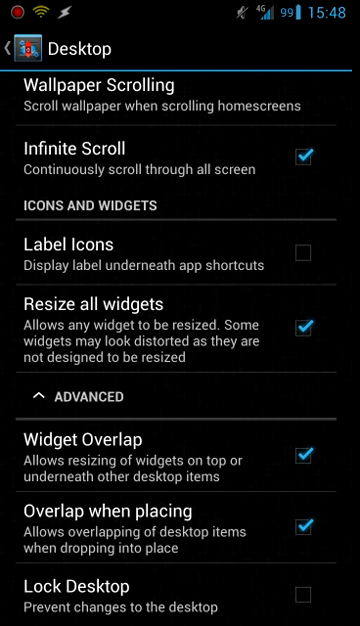 4G 99 15:48
Desktop
Wallpaper Scrolling
Scroll wallpaper when scrolling homescreens
Infinite Scroll
Continuously scroll through all screen
ICONS AND WIDGETS
Label Icons
Display label underneath app shortcuts
Resize all widgets
Allows any widget to be resized. Some
widgets may look distorted as they are
not designed to be resized
ADVANCED
Widget Overlap
Allows resizing of widgets on top or
underneath other desktop items
Overlap when placing
Allows overlapping of desktop items
when dropping into place
Lock Desktop
Prevent changes to the desktop